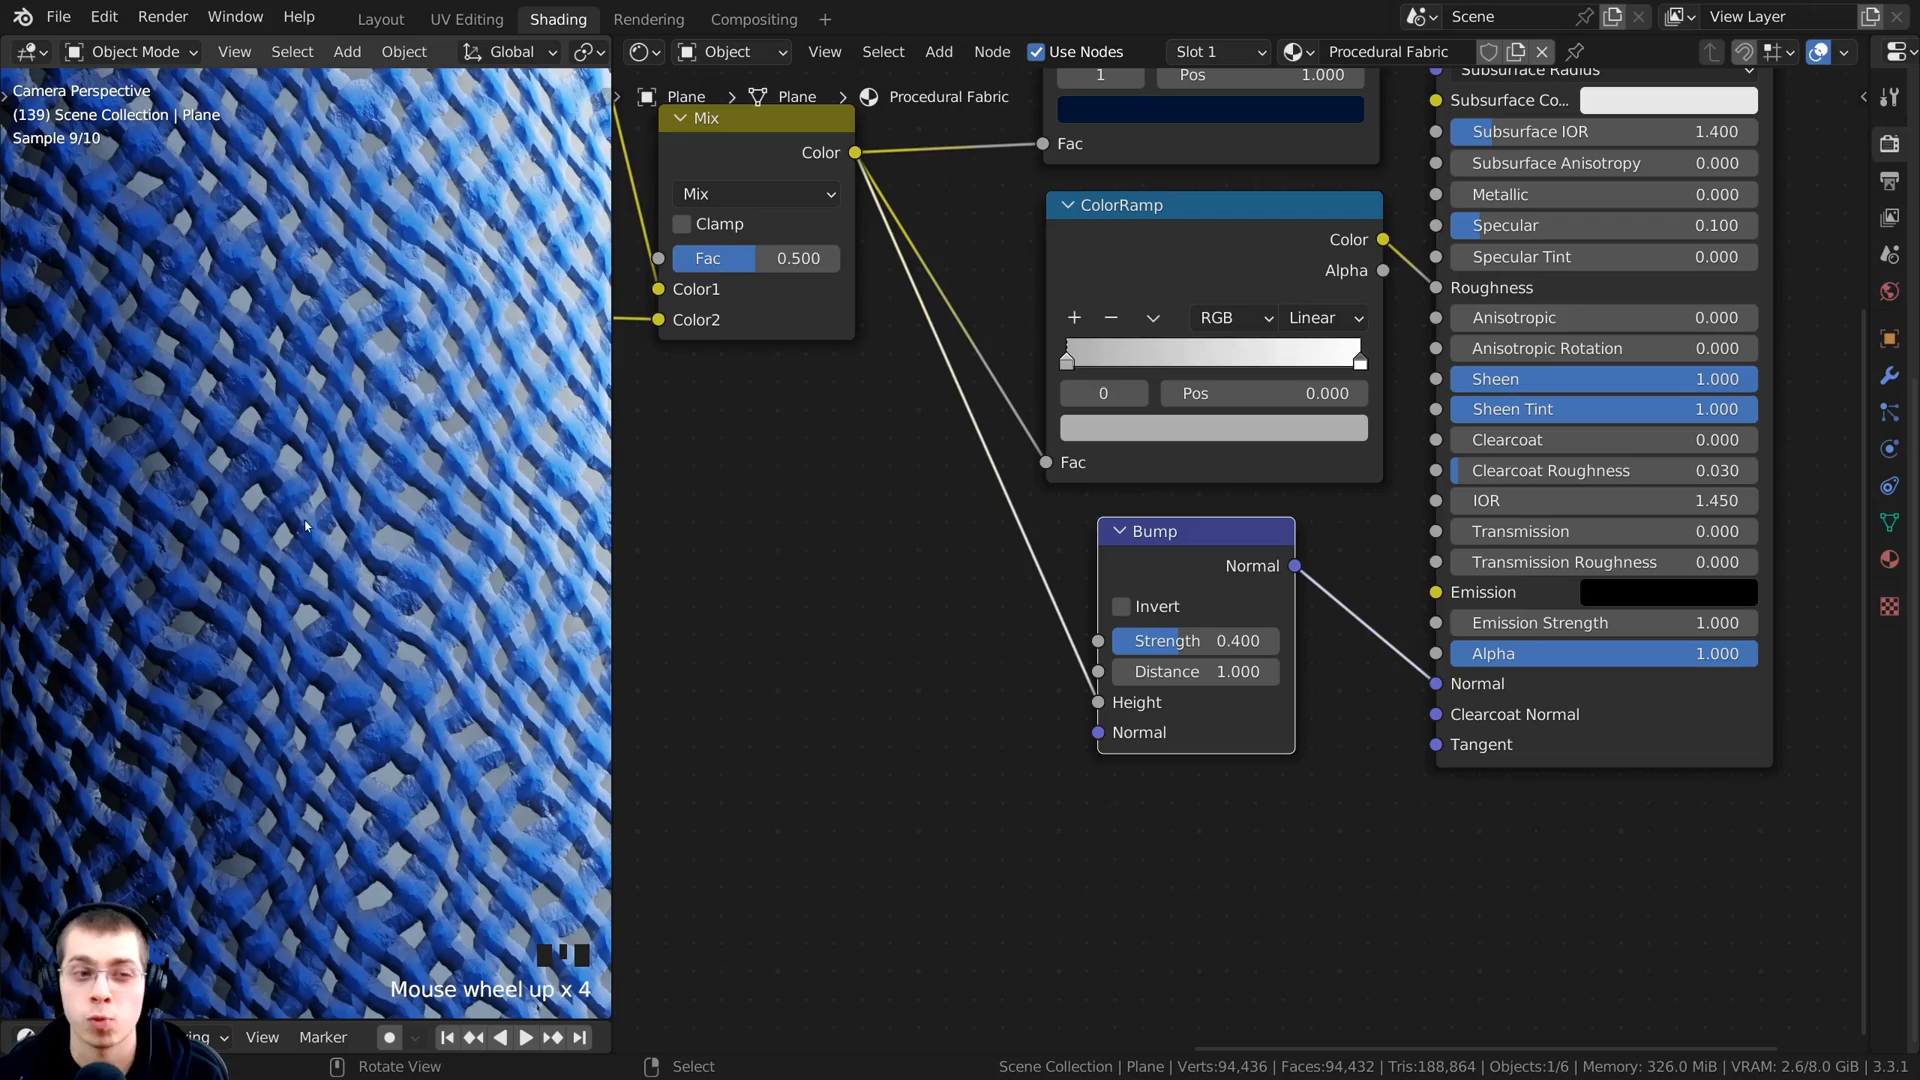 File Edit Render Window Help Layout UV Editing Shading Rendering Compositing + Scene View Layer
Object Mode View Select Add Object Global Object View Select Add Node Use Nodes Slot 1 Procedural Fabric
Camera Perspective
(139) Scene Collection | Plane
Sample 9/10
Plane Plane Procedural Fabric
Mix
Color
Mix
Clamp
Fac 0.500
Color1
Color2
1 Pos 1.000
Fac
ColorRamp
Color
Alpha
+ − RGB Linear
0 Pos 0.000
Fac
Bump
Normal
Invert
Strength 0.400
Distance 1.000
Height
Normal
Subsurface Radius
Subsurface Co...
Subsurface IOR 1.400
Subsurface Anisotropy 0.000
Metallic 0.000
Specular 0.100
Specular Tint 0.000
Roughness
Anisotropic 0.000
Anisotropic Rotation 0.000
Sheen 1.000
Sheen Tint 1.000
Clearcoat 0.000
Clearcoat Roughness 0.030
IOR 1.450
Transmission 0.000
Transmission Roughness 0.000
Emission
Emission Strength 1.000
Alpha 1.000
Normal
Clearcoat Normal
Tangent
Mouse wheel up x 4
View Marker
Rotate View Select Scene Collection | Plane | Verts:94,436 | Faces:94,432 | Tris:188,864 | Objects:1/6 | Memory: 326.0 MiB | VRAM: 2.6/8.0 GiB | 3.3.1